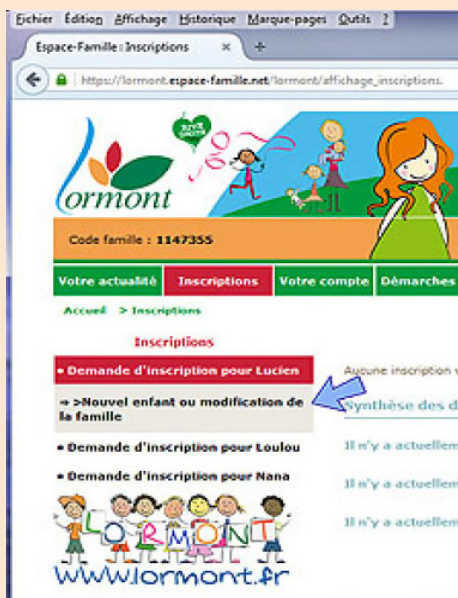 Fichier Édition Affichage Historique Marque-pages Outils ?
Espace-Famille : Inscriptions × +
https://lormont.espace-famille.net/lormont/affichage_inscriptions.
RIVE DROITE
Lormont
Code famille : 1147355
Votre actualité Inscriptions Votre compte Démarches
Accueil > Inscriptions
Inscriptions
• Demande d'inscription pour Lucien
Aucune inscription v
⇒ >Nouvel enfant ou modification de
la famille
Synthèse des d
• Demande d'inscription pour Loulou
Il n'y a actuellem
• Demande d'inscription pour Nana
Il n'y a actuellem
LORMONT
Il n'y a actuellem
www.lormont.fr